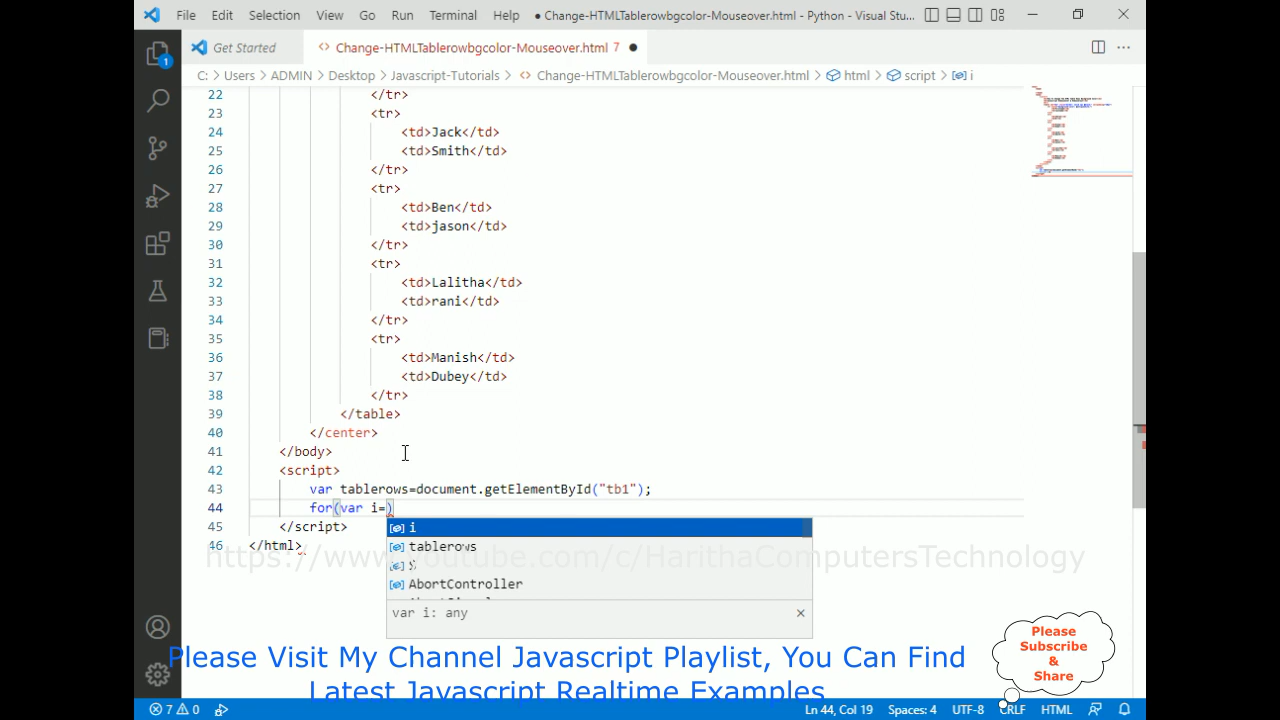 File Edit Selection View Go Run Terminal Help ● Change-HTMLTablerowbgcolor-Mouseover.html - Python - Visual Stu...
Get Started <> Change-HTMLTablerowbgcolor-Mouseover.html 7 ●
C: > Users > ADMIN > Desktop > Javascript-Tutorials > <> Change-HTMLTablerowbgcolor-Mouseover.html > html > script > i
1
22 </tr>
23 <tr>
24 <td>Jack</td>
25 <td>Smith</td>
26 </tr>
27 <tr>
28 <td>Ben</td>
29 <td>jason</td>
30 </tr>
31 <tr>
32 <td>Lalitha</td>
33 <td>rani</td>
34 </tr>
35 <tr>
36 <td>Manish</td>
37 <td>Dubey</td>
38 </tr>
39 </table>
40 </center>
41 </body>
42 <script>
43 var tablerows=document.getElementById("tb1");
44 for(var i=)
45 </script>
46 </html>
i
tablerows
AbortController
var i: any
https://www.youtube.com/c/HarithaComputersTechnology
Please
Subscribe
&
Share
Please Visit My Channel Javascript Playlist, You Can Find
Latest Javascript Realtime Examples
7 0 Ln 44, Col 19 Spaces: 4 UTF-8 CRLF HTML